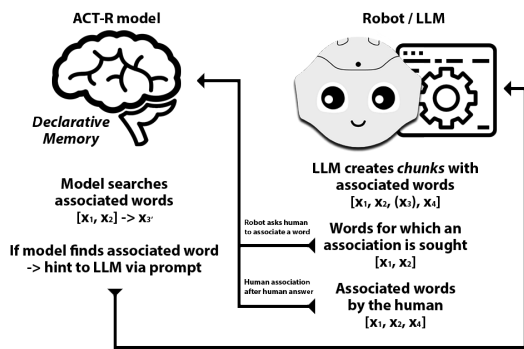 ACT-R model
Declarative
Memory
Model searches
associated words
[x₁, x₂] -> x₃'
If model finds associated word
-> hint to LLM via prompt
Robot / LLM
LLM creates chunks with
associated words
[x₁, x₂, (x₃), x₄]
Robot asks human
to associate a word
Words for which an
association is sought
[x₁, x₂]
Human association
after human answer
Associated words
by the human
[x₁, x₂, x₄]